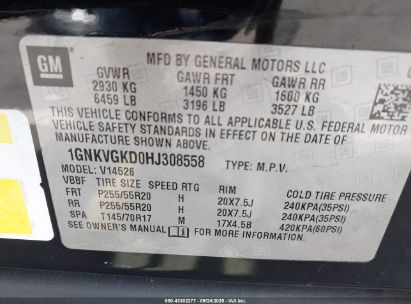 GM
MFD BY GENERAL MOTORS LLC
GVWR GAWR FRT GAWR RR
2930 KG 1450 KG 1600 KG
6459 LB 3196 LB 3527 LB
THIS VEHICLE CONFORMS TO ALL APPLICABLE U.S. FEDERAL MOTOR
VEHICLE SAFETY STANDARDS IN EFFECT ON THE DATE OF
MANUFACTURE SHOWN ABOVE.
1GNKVGKD0HJ308558 TYPE: M.P.V.
MODEL: V14526
VBBF TIRE SIZE SPEED RTG RIM COLD TIRE PRESSURE
FRT P255/55R20 H 20X7.5J 240KPA(35PSI)
RR P255/55R20 H 20X7.5J 240KPA(35PSI)
SPA T145/70R17 M 17X4.5B 420KPA(60PSI)
SEE OWNER'S MANUAL FOR ADDITIONAL INFORMATION.